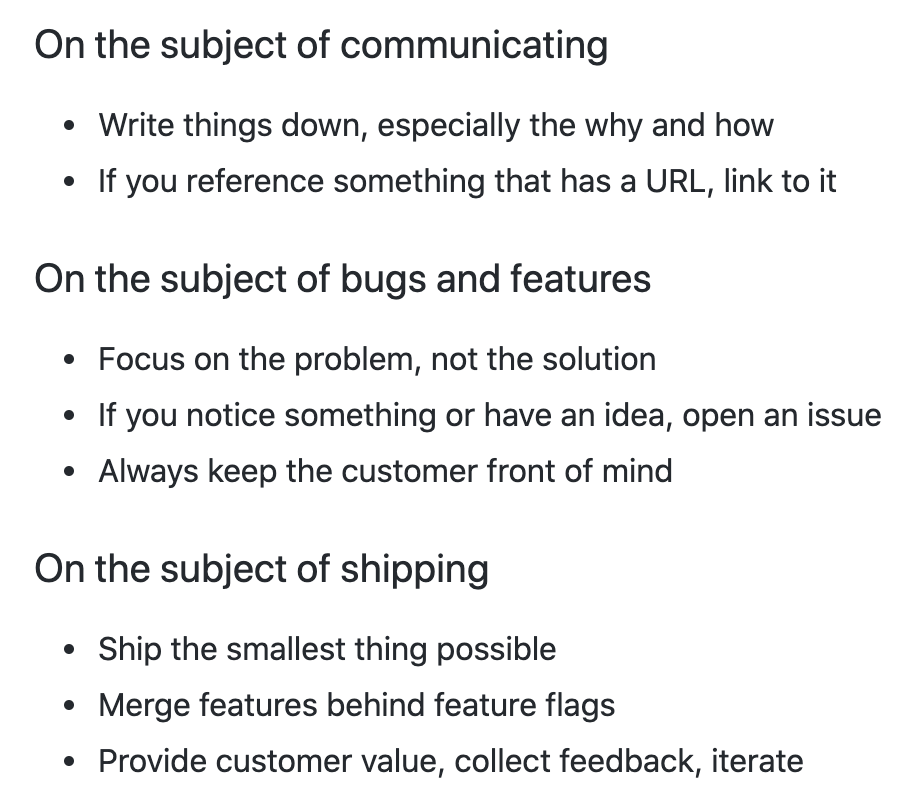 On the subject of communicating
• Write things down, especially the why and how
• If you reference something that has a URL, link to it
On the subject of bugs and features
• Focus on the problem, not the solution
• If you notice something or have an idea, open an issue
• Always keep the customer front of mind
On the subject of shipping
• Ship the smallest thing possible
• Merge features behind feature flags
• Provide customer value, collect feedback, iterate